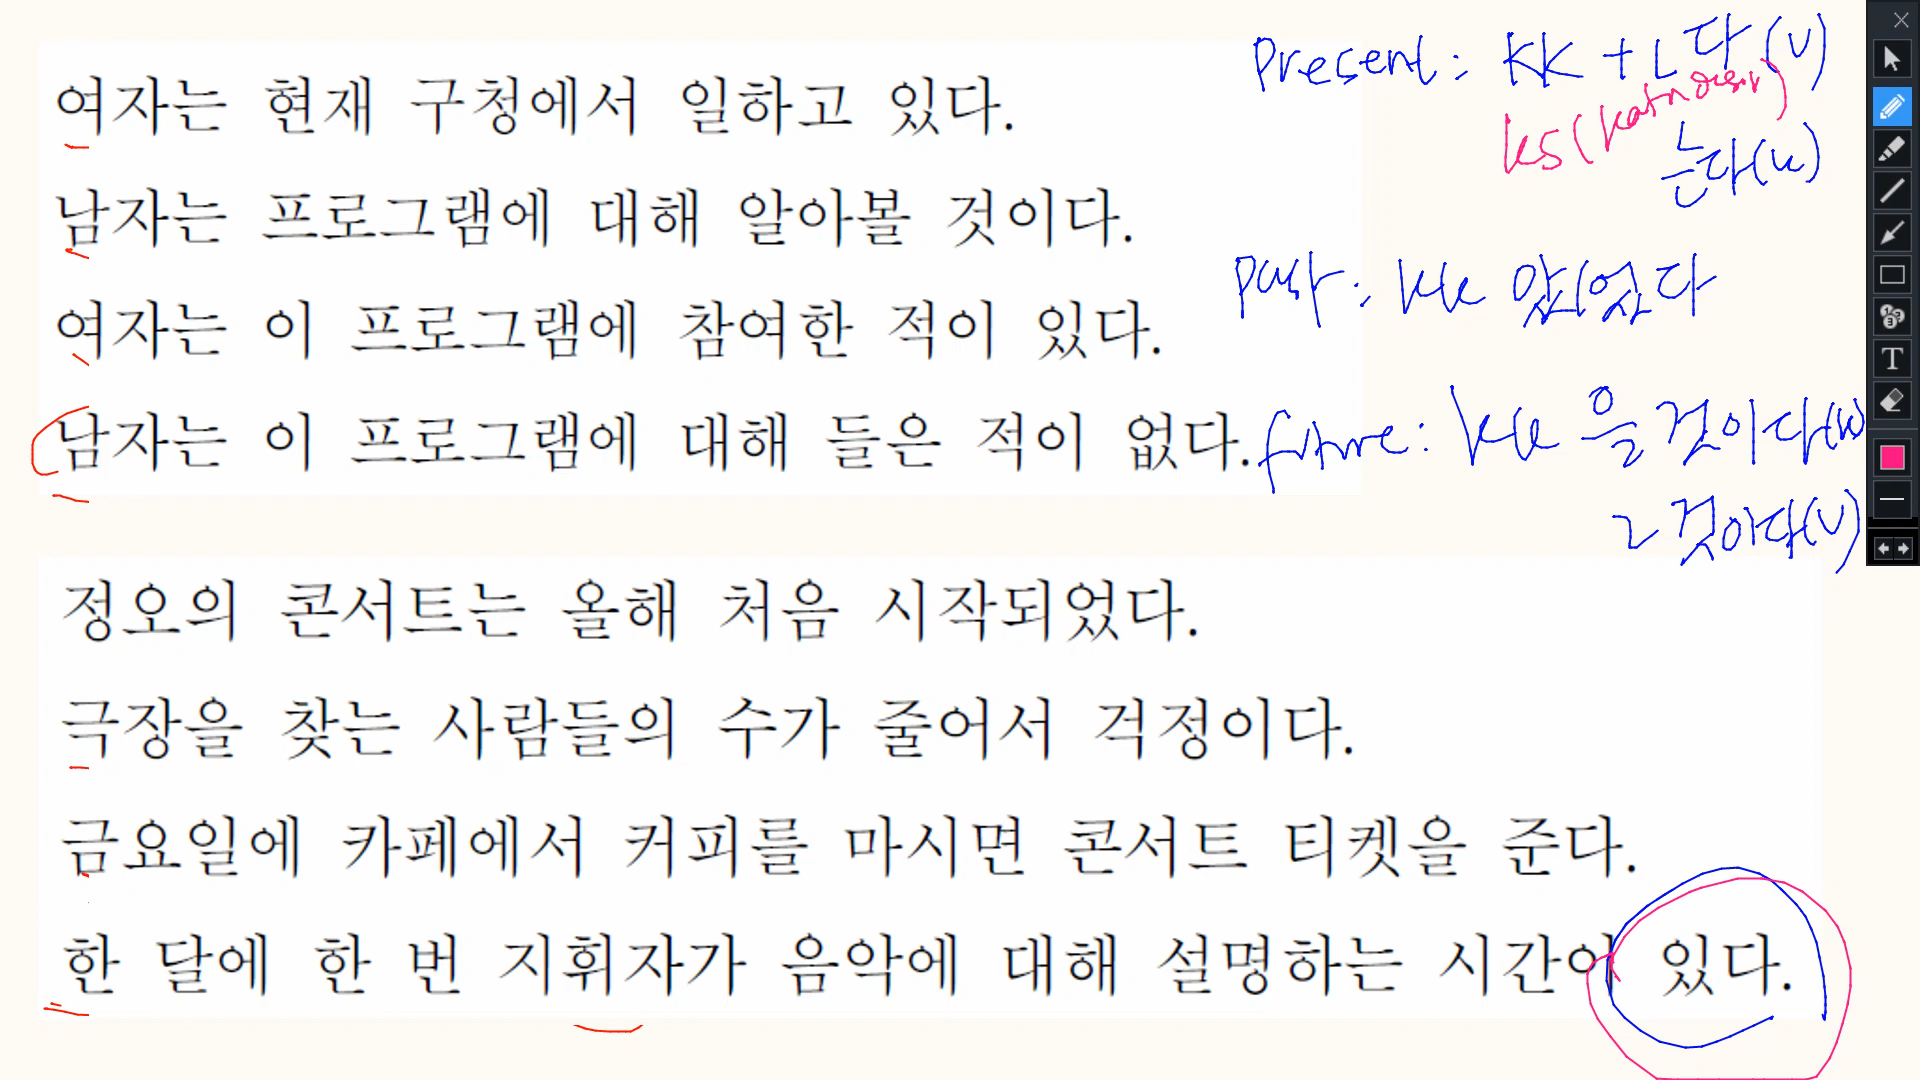 여자는 현재 구청에서 일하고 있다.
남자는 프로그램에 대해 알아볼 것이다.
여자는 이 프로그램에 참여한 적이 있다.
남자는 이 프로그램에 대해 들은 적이 없다.
정오의 콘서트는 올해 처음 시작되었다.
극장을 찾는 사람들의 수가 줄어서 걱정이다.
금요일에 카페에서 커피를 마시면 콘서트 티켓을 준다.
한 달에 한 번 지휘자가 음악에 대해 설명하는 시간이 있다.
Present: KK + ㄴ다(v)
는다(k)
past: KK 았/었다
future: KK 을 것이다(k)
ㄹ 것이다(v)